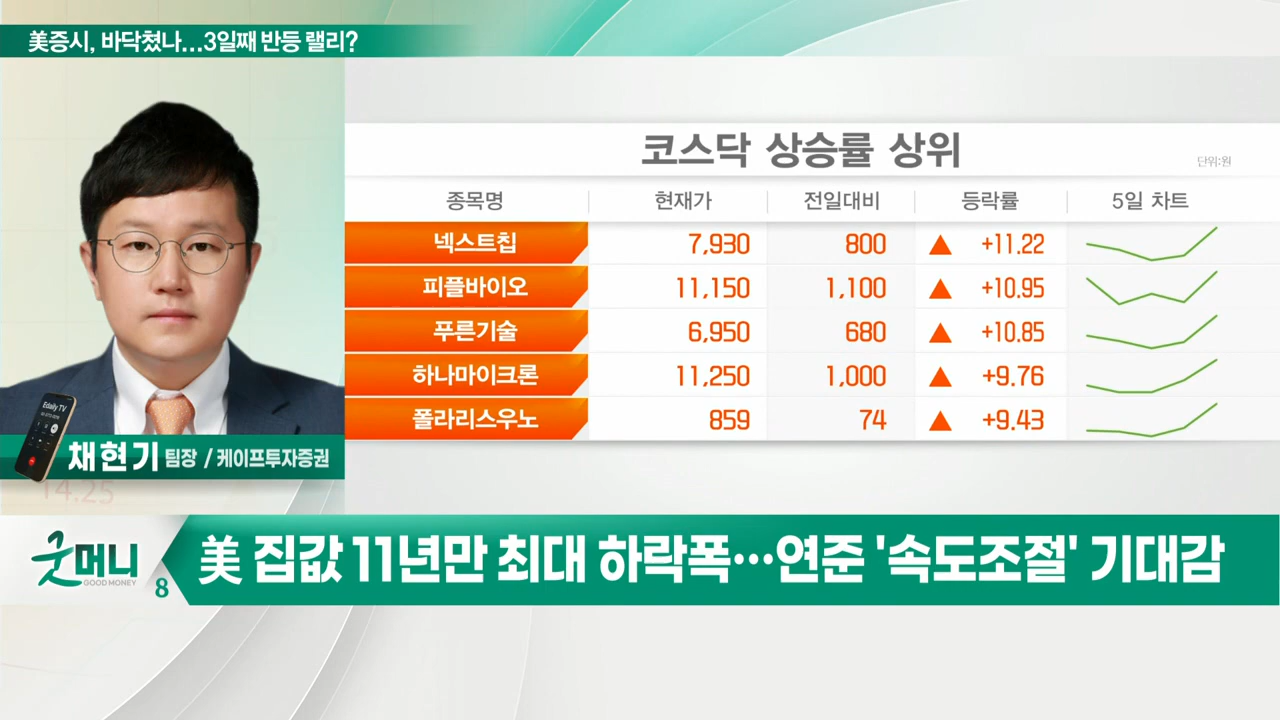 美증시, 바닥쳤나...3일째 반등 랠리?
코스닥 상승률 상위
단위:원
종목명 현재가 전일대비 등락률 5일 차트
넥스트칩 7,930 800 ▲ +11.22
피플바이오 11,150 1,100 ▲ +10.95
푸른기술 6,950 680 ▲ +10.85
하나마이크론 11,250 1,000 ▲ +9.76
폴라리스우노 859 74 ▲ +9.43
Edaily TV
채현기 팀장 / 케이프투자증권
14.25
굿머니
GOOD MONEY
8
美 집값 11년만 최대 하락폭…연준 '속도조절' 기대감